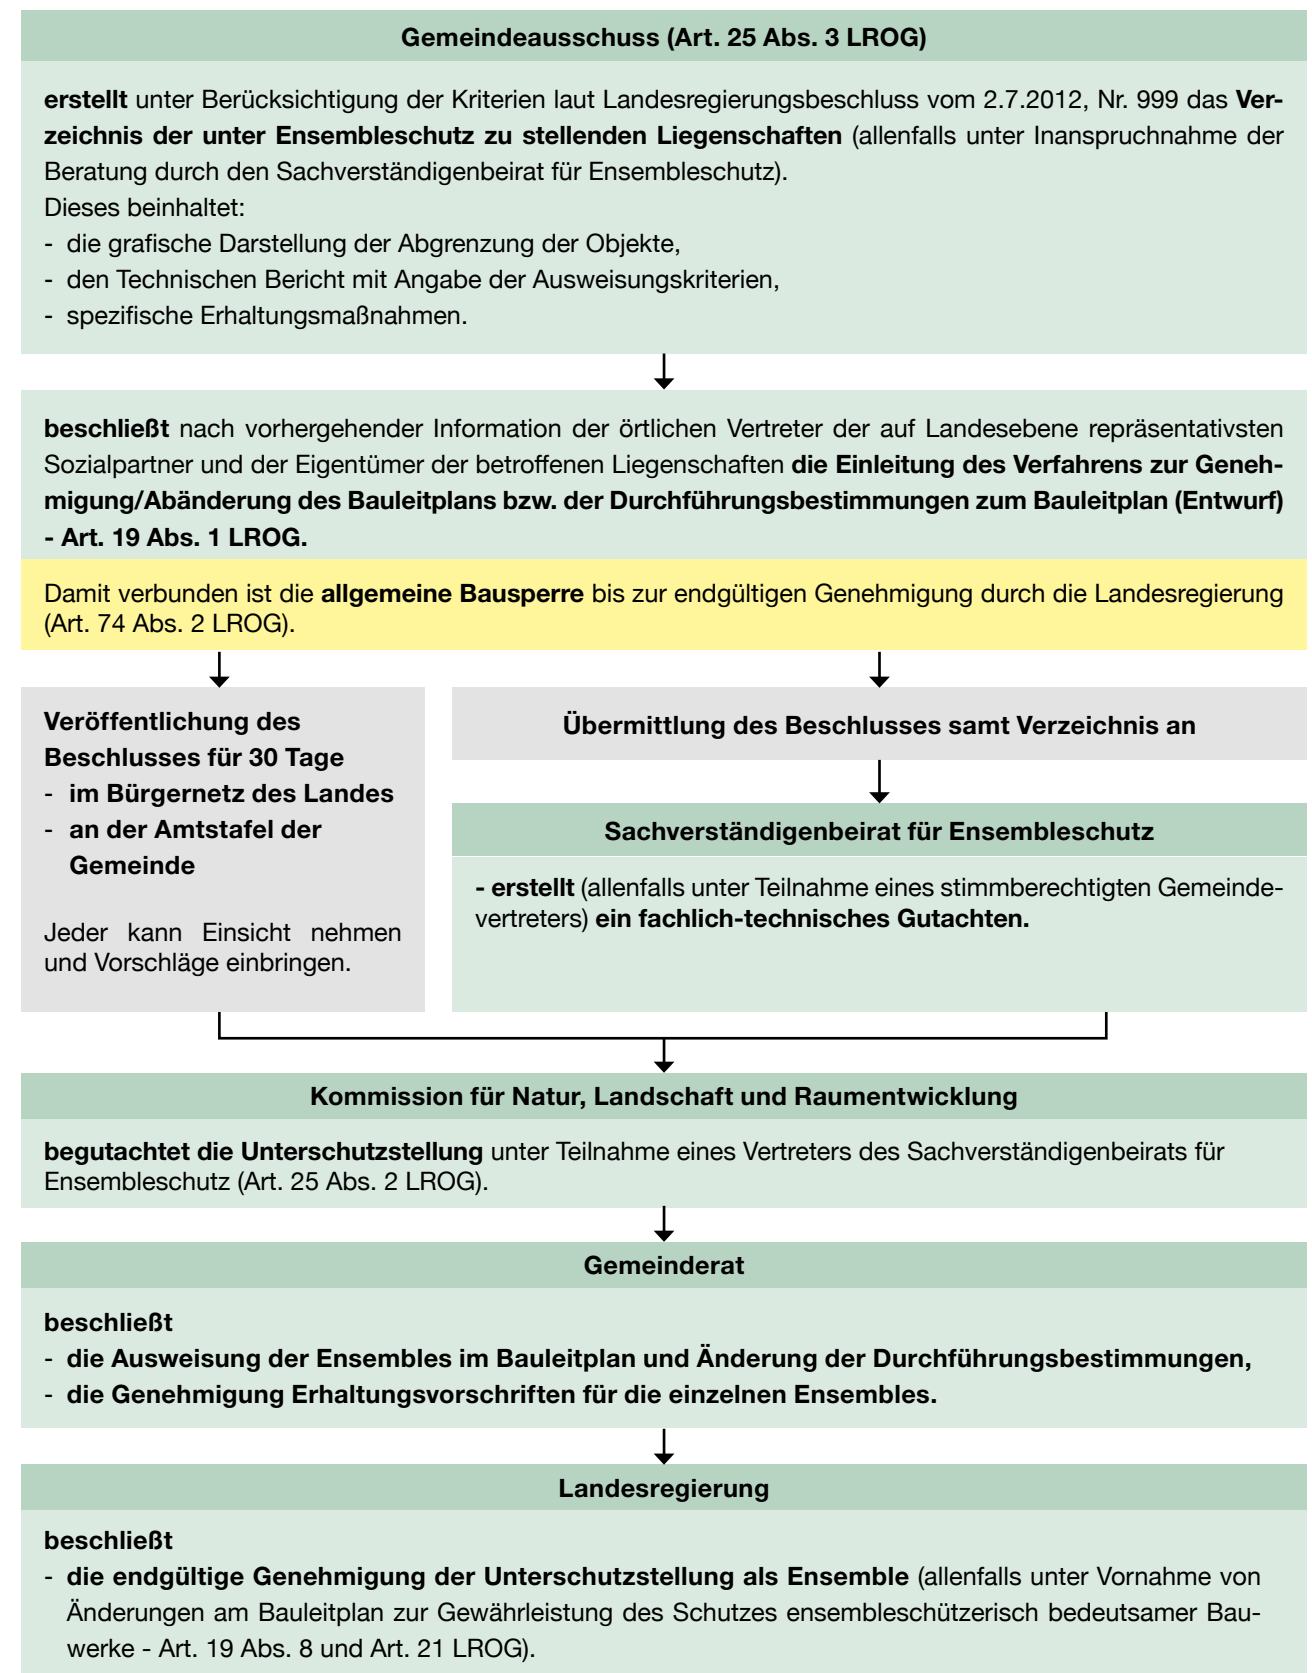 Gemeindeausschuss (Art. 25 Abs. 3 LROG)
erstellt unter Berücksichtigung der Kriterien laut Landesregierungsbeschluss vom 2.7.2012, Nr. 999 das Ver-
zeichnis der unter Ensembleschutz zu stellenden Liegenschaften (allenfalls unter Inanspruchnahme der
Beratung durch den Sachverständigenbeirat für Ensembleschutz).
Dieses beinhaltet:
- die grafische Darstellung der Abgrenzung der Objekte,
- den Technischen Bericht mit Angabe der Ausweisungskriterien,
- spezifische Erhaltungsmaßnahmen.
beschließt nach vorhergehender Information der örtlichen Vertreter der auf Landesebene repräsentativsten
Sozialpartner und der Eigentümer der betroffenen Liegenschaften die Einleitung des Verfahrens zur Geneh-
migung/Abänderung des Bauleitplans bzw. der Durchführungsbestimmungen zum Bauleitplan (Entwurf)
- Art. 19 Abs. 1 LROG.
Damit verbunden ist die allgemeine Bausperre bis zur endgültigen Genehmigung durch die Landesregierung
(Art. 74 Abs. 2 LROG).
Veröffentlichung des
Beschlusses für 30 Tage
- im Bürgernetz des Landes
- an der Amtstafel der
Gemeinde
Jeder kann Einsicht nehmen
und Vorschläge einbringen.
Übermittlung des Beschlusses samt Verzeichnis an
Sachverständigenbeirat für Ensembleschutz
- erstellt (allenfalls unter Teilnahme eines stimmberechtigten Gemeinde-
vertreters) ein fachlich-technisches Gutachten.
Kommission für Natur, Landschaft und Raumentwicklung
begutachtet die Unterschutzstellung unter Teilnahme eines Vertreters des Sachverständigenbeirats für
Ensembleschutz (Art. 25 Abs. 2 LROG).
Gemeinderat
beschließt
- die Ausweisung der Ensembles im Bauleitplan und Änderung der Durchführungsbestimmungen,
- die Genehmigung Erhaltungsvorschriften für die einzelnen Ensembles.
Landesregierung
beschließt
- die endgültige Genehmigung der Unterschutzstellung als Ensemble (allenfalls unter Vornahme von
Änderungen am Bauleitplan zur Gewährleistung des Schutzes ensembleschützerisch bedeutsamer Bau-
werke - Art. 19 Abs. 8 und Art. 21 LROG).